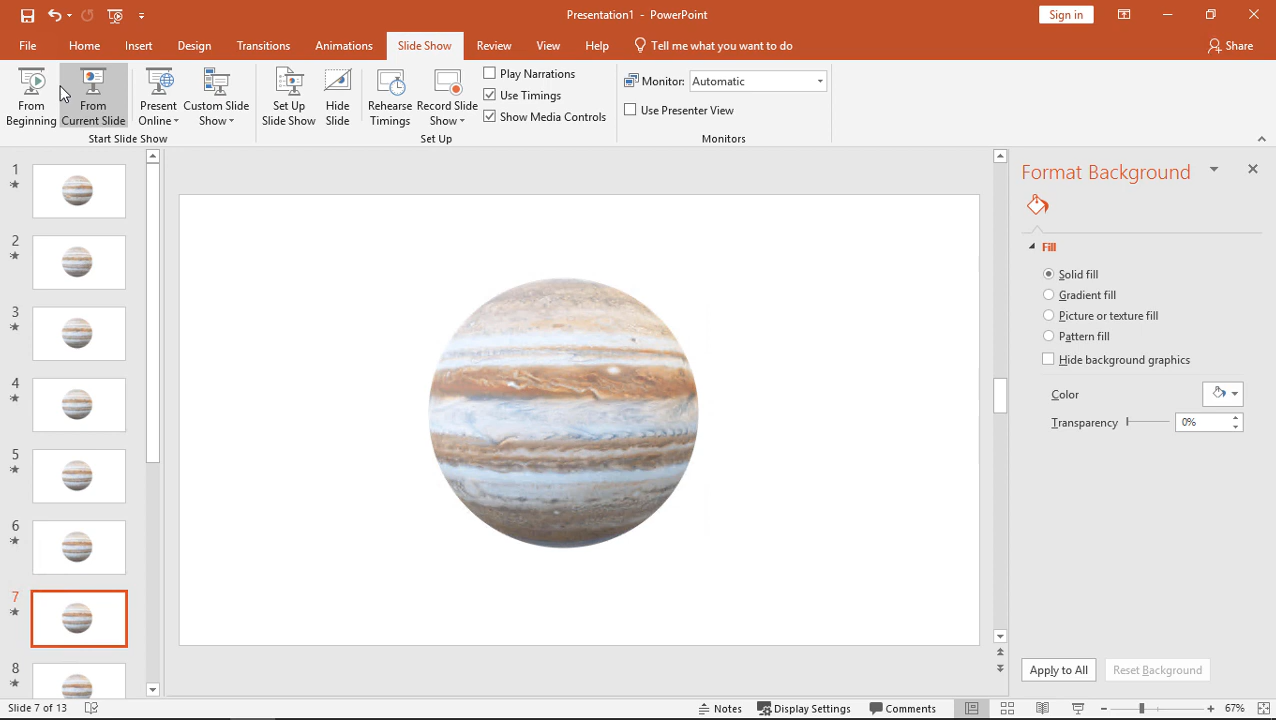 Presentation1 - PowerPoint
Sign in
File Home Insert Design Transitions Animations Slide Show Review View Help Tell me what you want to do Share
From Beginning
From Current Slide
Present Online
Custom Slide Show
Start Slide Show
Set Up Slide Show
Hide Slide
Rehearse Timings
Record Slide Show
Play Narrations
Use Timings
Show Media Controls
Set Up
Monitor: Automatic
Use Presenter View
Monitors
1
2
3
4
5
6
7
8
Format Background
Fill
Solid fill
Gradient fill
Picture or texture fill
Pattern fill
Hide background graphics
Color
Transparency 0%
Apply to All Reset Background
Slide 7 of 13 Notes Display Settings Comments 67%